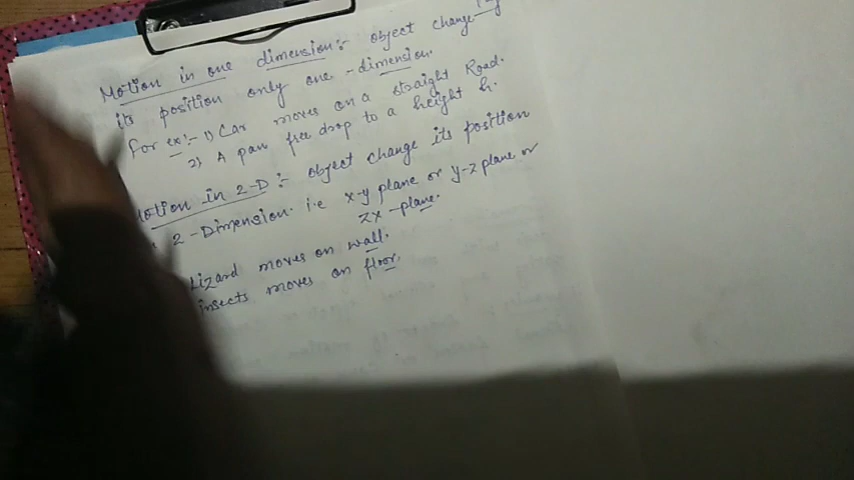 Motion in one dimension:- object change
its position only one -dimension.
for ex:- 1) Car moves on a straight Road.
2) A pan free drop to a height h.
Motion in 2-D:- object change its position
2-Dimension. i.e x-y plane or y-z plane or
zx-plane.
Lizard moves on wall.
insects moves on floor.